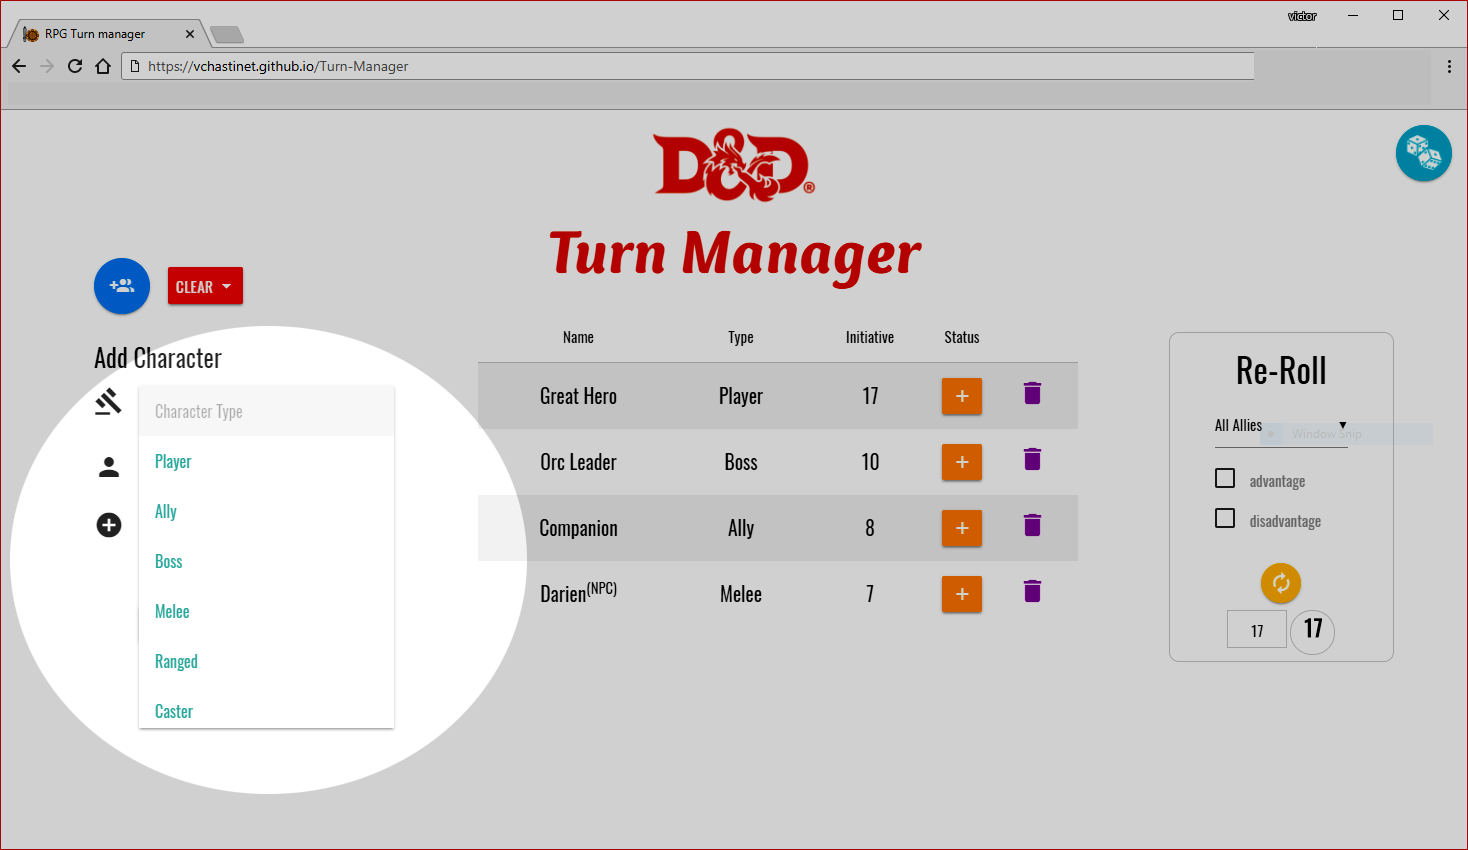 victor
RPG Turn manager
https://vchastinet.github.io/Turn-Manager
D&D®
Turn Manager
CLEAR
Add Character
Character Type
Player
Ally
Boss
Melee
Ranged
Caster
Name Type Initiative Status
Great Hero Player 17 +
Orc Leader Boss 10 +
Companion Ally 8 +
Darien(NPC) Melee 7 +
Re-Roll
All Allies
Window Snip
advantage
disadvantage
17 17